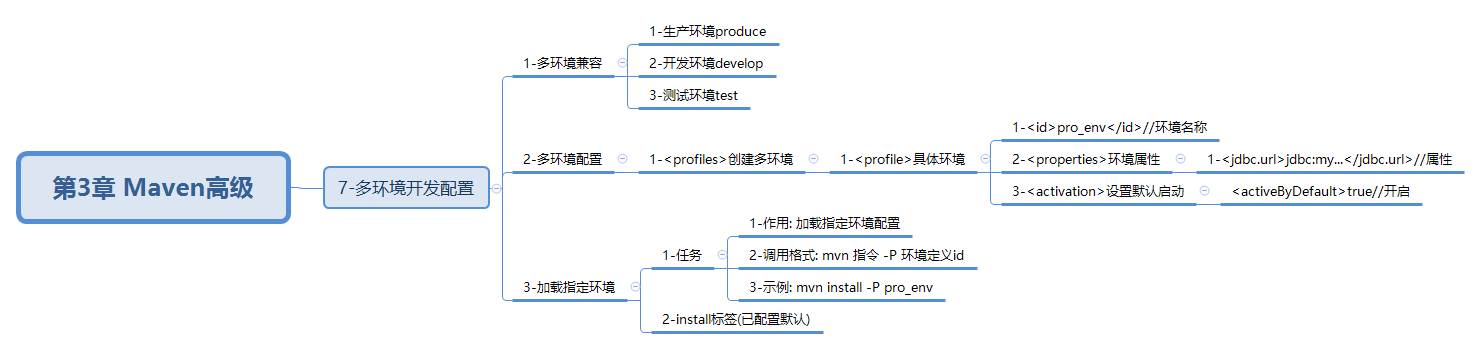 第3章 Maven高级
7-多环境开发配置
1-多环境兼容
1-生产环境produce
2-开发环境develop
3-测试环境test
2-多环境配置
1-<profiles>创建多环境
1-<profile>具体环境
1-<id>pro_env</id>//环境名称
2-<properties>环境属性
1-<jdbc.url>jdbc:my...</jdbc.url>//属性
3-<activation>设置默认启动
<activeByDefault>true//开启
3-加载指定环境
1-任务
1-作用: 加载指定环境配置
2-调用格式: mvn 指令 -P 环境定义id
3-示例: mvn install -P pro_env
2-install标签(已配置默认)